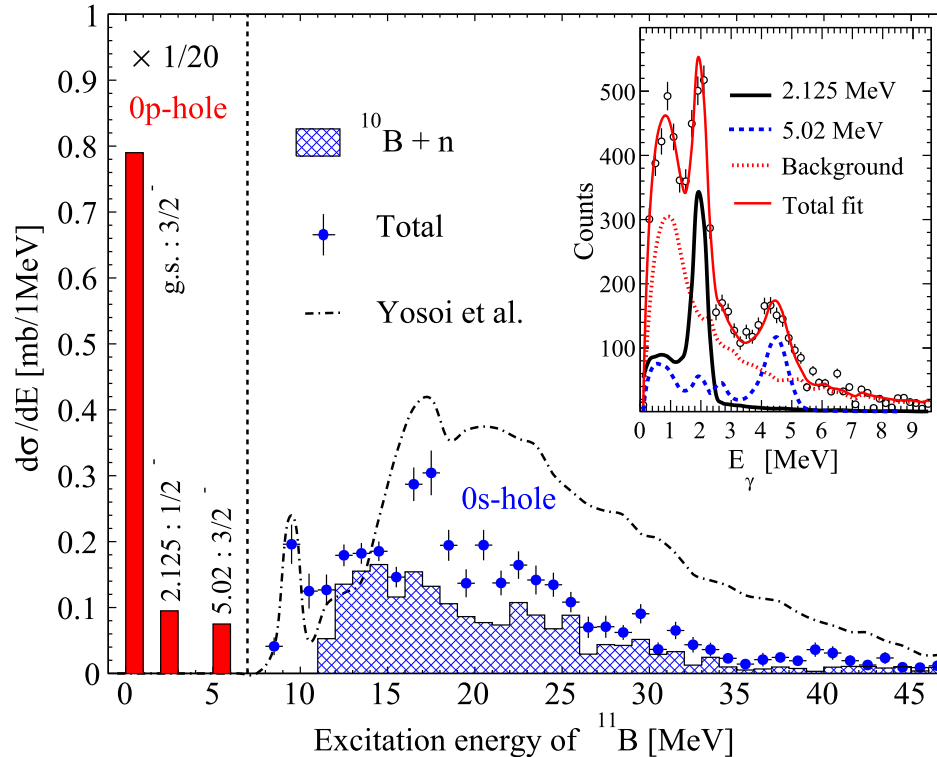 dσ/dE [mb/1MeV]
1
0.9
0.8
0.7
0.6
0.5
0.4
0.3
0.2
0.1
0
× 1/20
0p-hole
g.s. : 3/2⁻
2.125 : 1/2⁻
5.02 : 3/2⁻
¹⁰B + n
Total
Yosoi et al.
0s-hole
0 5 10 15 20 25 30 35 40 45
Excitation energy of ¹¹B [MeV]
Counts
500
400
300
200
100
0
2.125 MeV
5.02 MeV
Background
Total fit
0 1 2 3 4 5 6 7 8 9
E_γ [MeV]